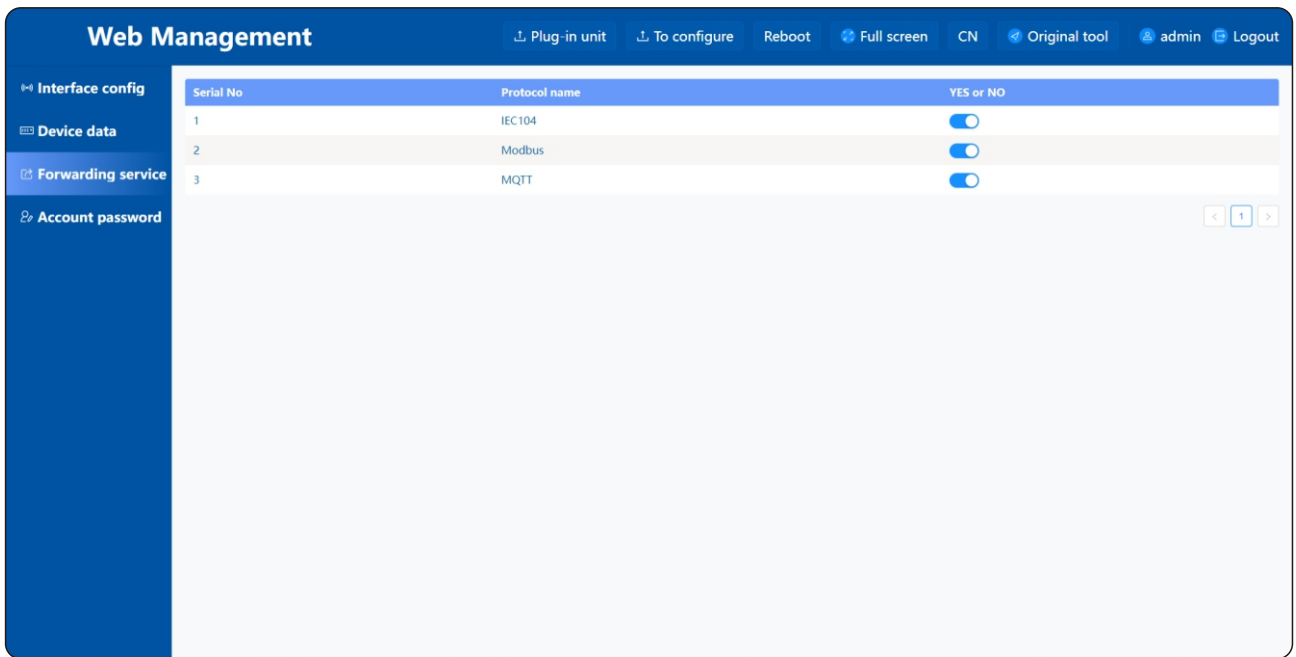 Web Management
Plug-in unit To configure Reboot Full screen CN Original tool admin Logout
Interface config
Device data
Forwarding service
Account password
Serial No Protocol name YES or NO
1 IEC104
2 Modbus
3 MQTT
< 1 >